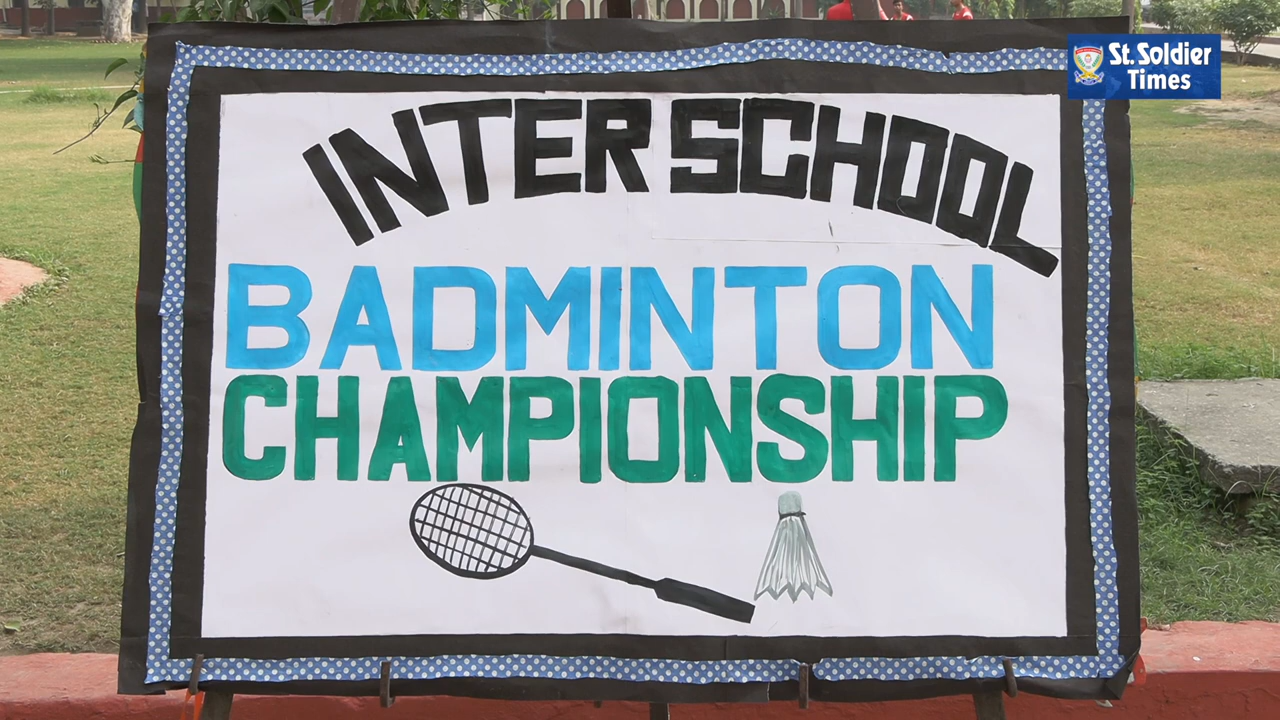 St. Soldier
Times
INTER SCHOOL
BADMINTON
CHAMPIONSHIP